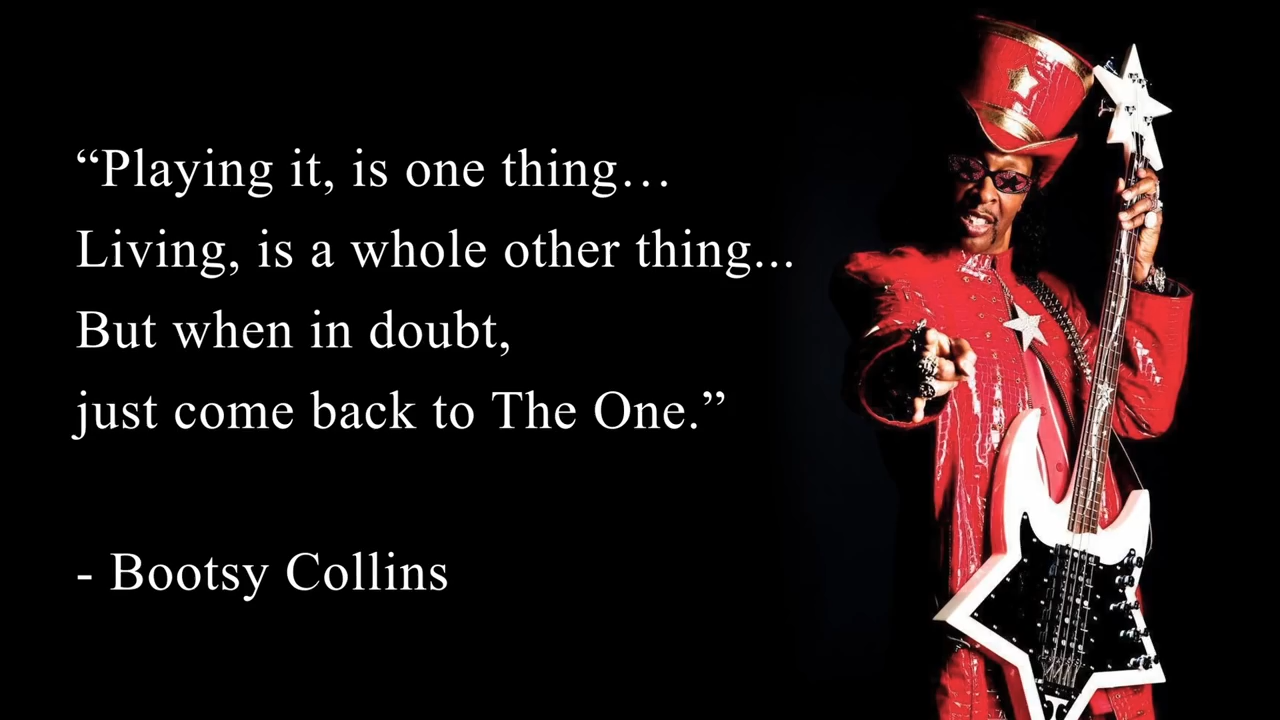 “Playing it, is one thing…
Living, is a whole other thing...
But when in doubt,
just come back to The One.”
- Bootsy Collins